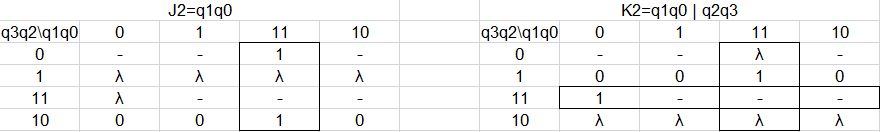 J2=q1q0 K2=q1q0 | q2q3
q3q2\q1q0 0 1 11 10 q3q2\q1q0 0 1 11 10
0 - - 1 - 0 - - λ -
1 λ λ λ λ 1 0 0 1 0
11 λ - - - 11 1 - - -
10 0 0 1 0 10 λ λ λ λ